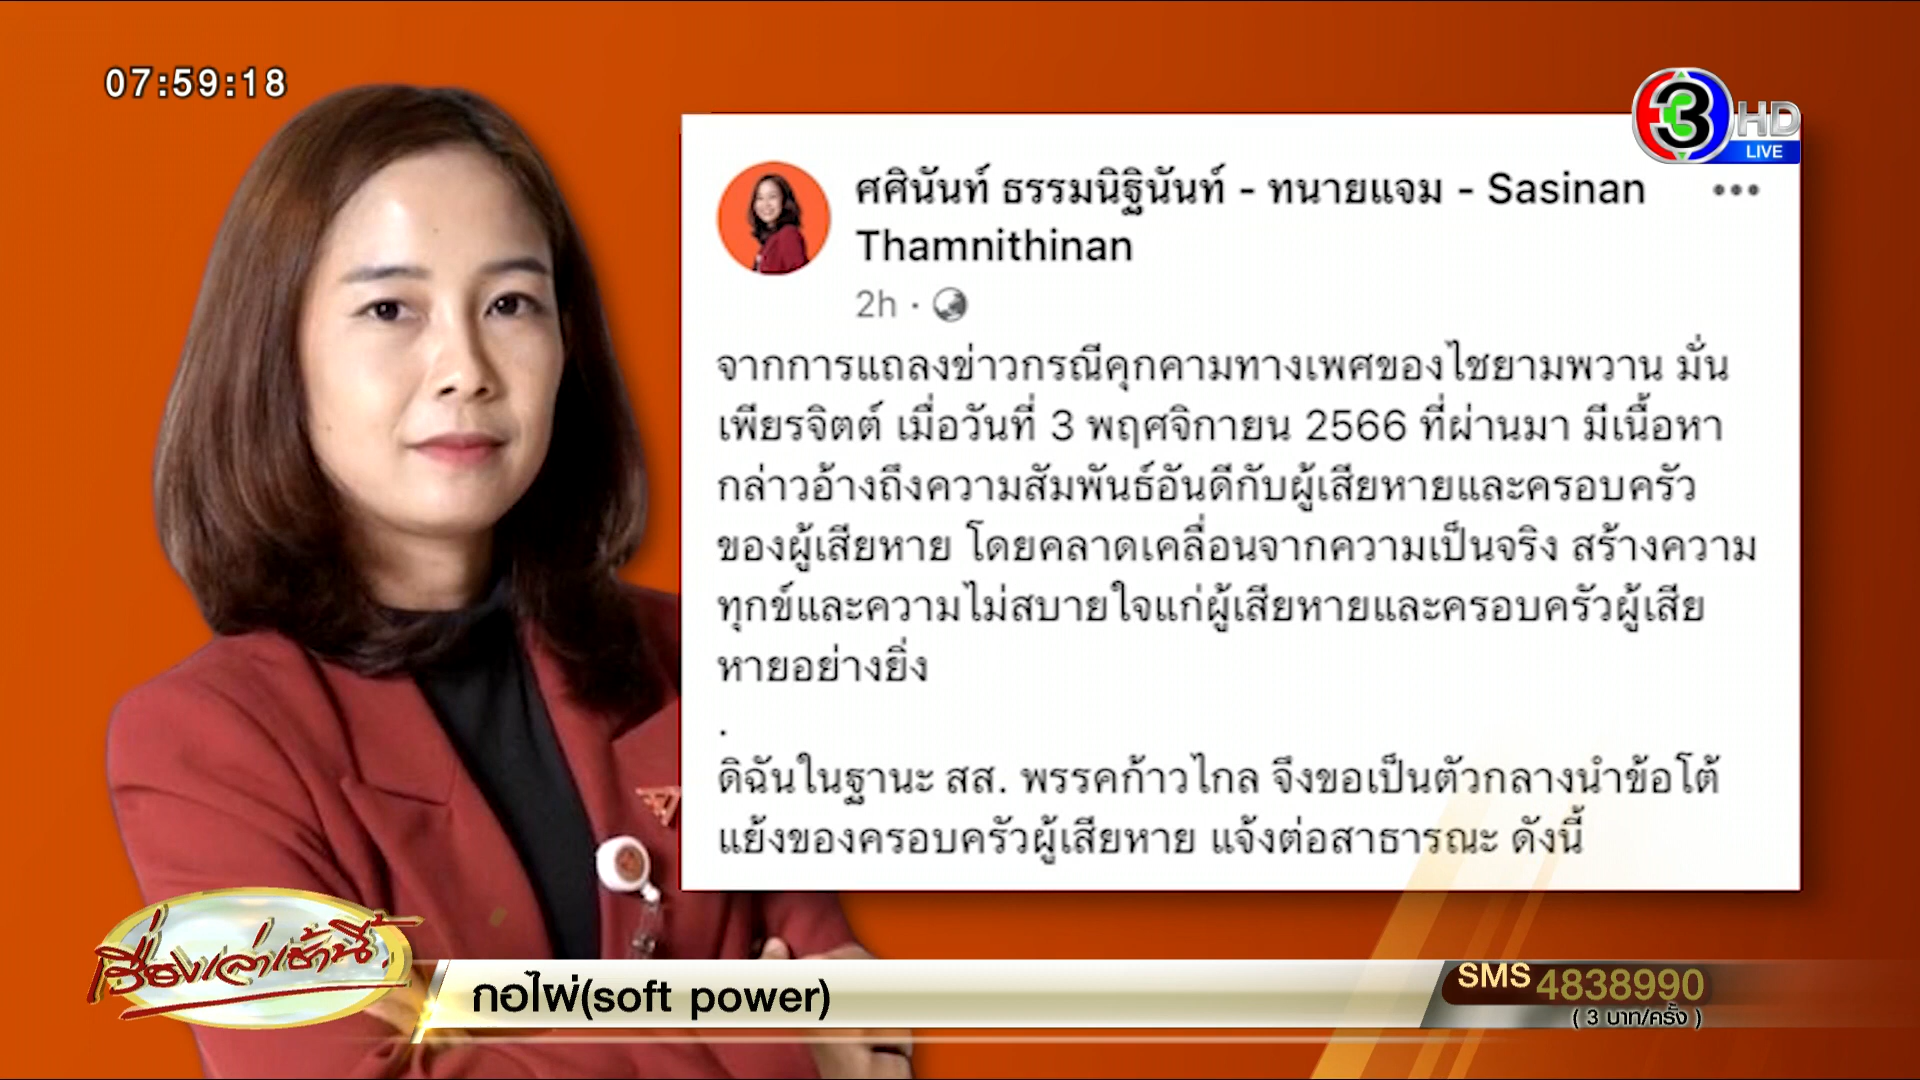 07:59:18
3 HD
LIVE
ศศินันท์ ธรรมนิฐินันท์ - ทนายแจม - Sasinan
Thamnithinan
2h ·
จากการแถลงข่าวกรณีคุกคามทางเพศของไชยามพวาน มั่น
เพียรจิตต์ เมื่อวันที่ 3 พฤศจิกายน 2566 ที่ผ่านมา มีเนื้อหา
กล่าวอ้างถึงความสัมพันธ์อันดีกับผู้เสียหายและครอบครัว
ของผู้เสียหาย โดยคลาดเคลื่อนจากความเป็นจริง สร้างความ
ทุกข์และความไม่สบายใจแก่ผู้เสียหายและครอบครัวผู้เสีย
หายอย่างยิ่ง
.
ดิฉันในฐานะ สส. พรรคก้าวไกล จึงขอเป็นตัวกลางนำข้อโต้
แย้งของครอบครัวผู้เสียหาย แจ้งต่อสาธารณะ ดังนี้
เรื่องเล่าเช้านี้
กอไผ่(soft power)
SMS 4838990
( 3 บาท/ครั้ง )